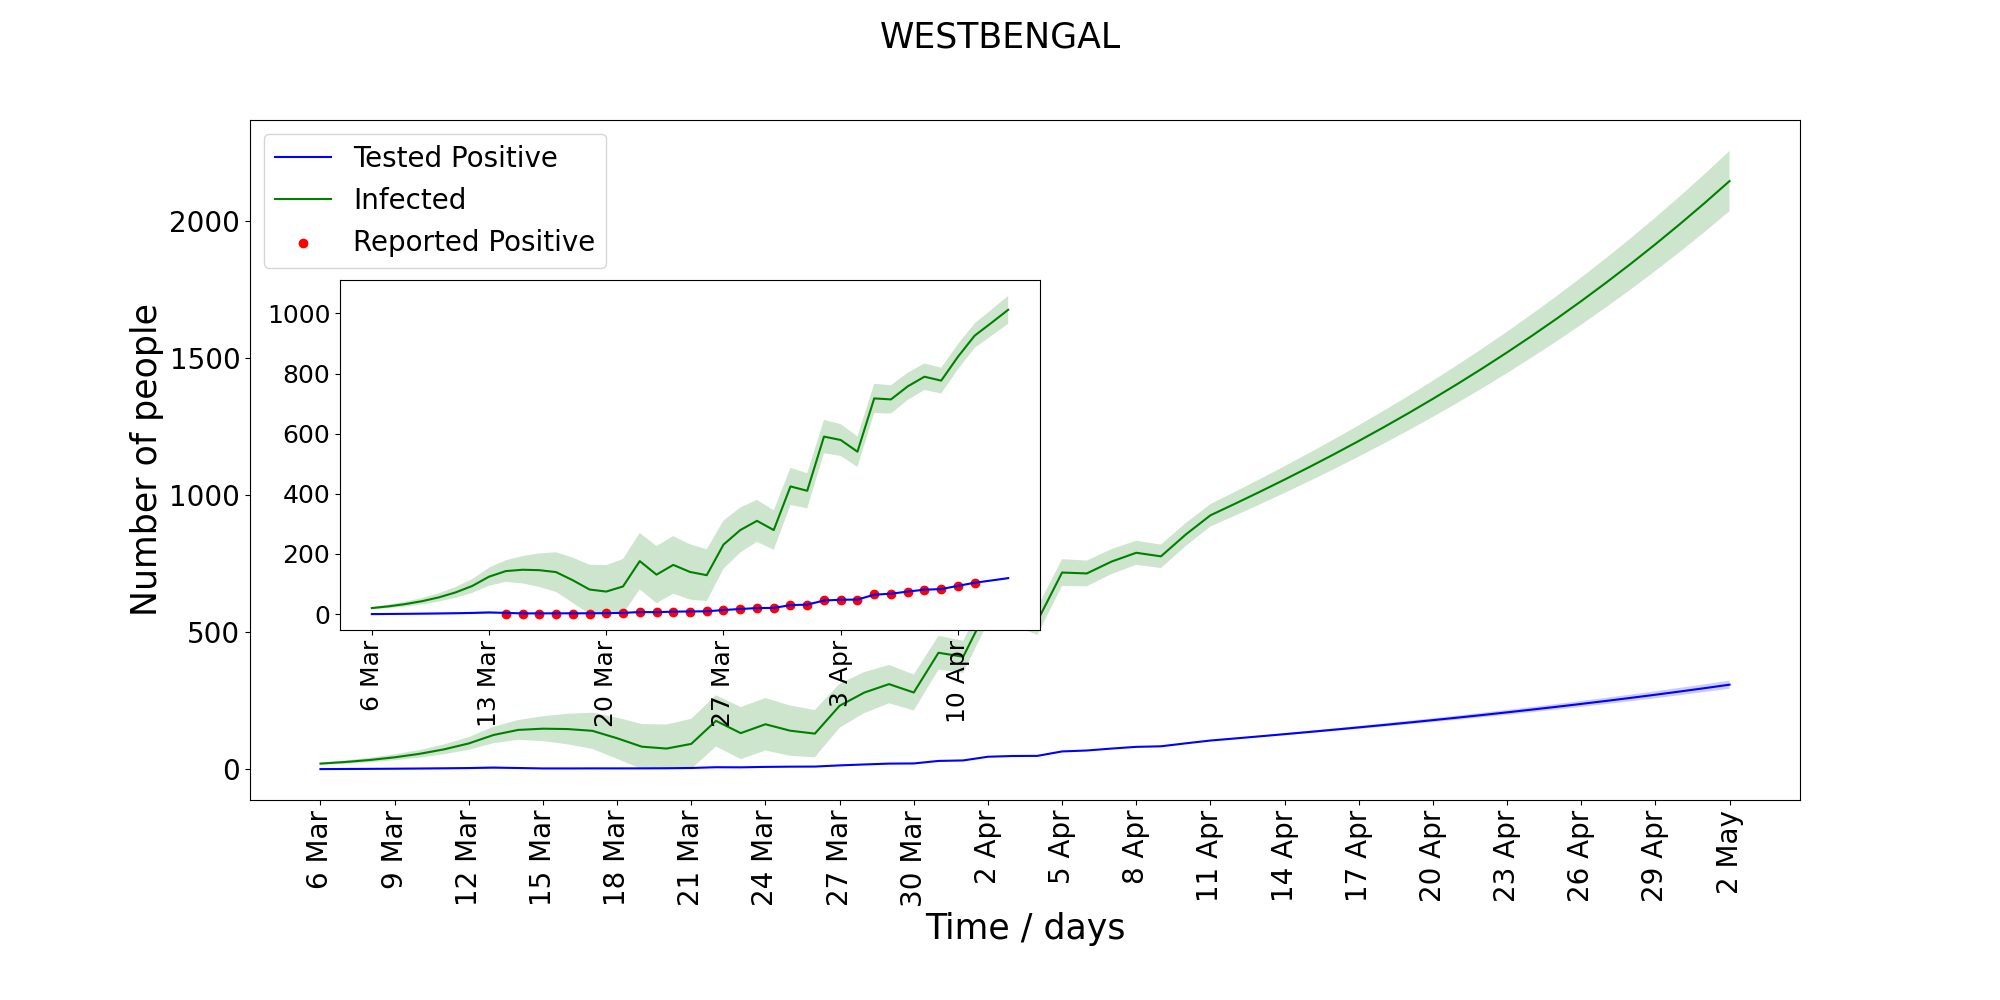 WESTBENGAL
Tested Positive
Infected
Reported Positive
Number of people
2000
1500
1000
500
0
1000
800
600
400
200
0
6 Mar
13 Mar
20 Mar
27 Mar
3 Apr
10 Apr
6 Mar
9 Mar
12 Mar
15 Mar
18 Mar
21 Mar
24 Mar
27 Mar
30 Mar
2 Apr
5 Apr
8 Apr
11 Apr
14 Apr
17 Apr
20 Apr
23 Apr
26 Apr
29 Apr
2 May
Time / days